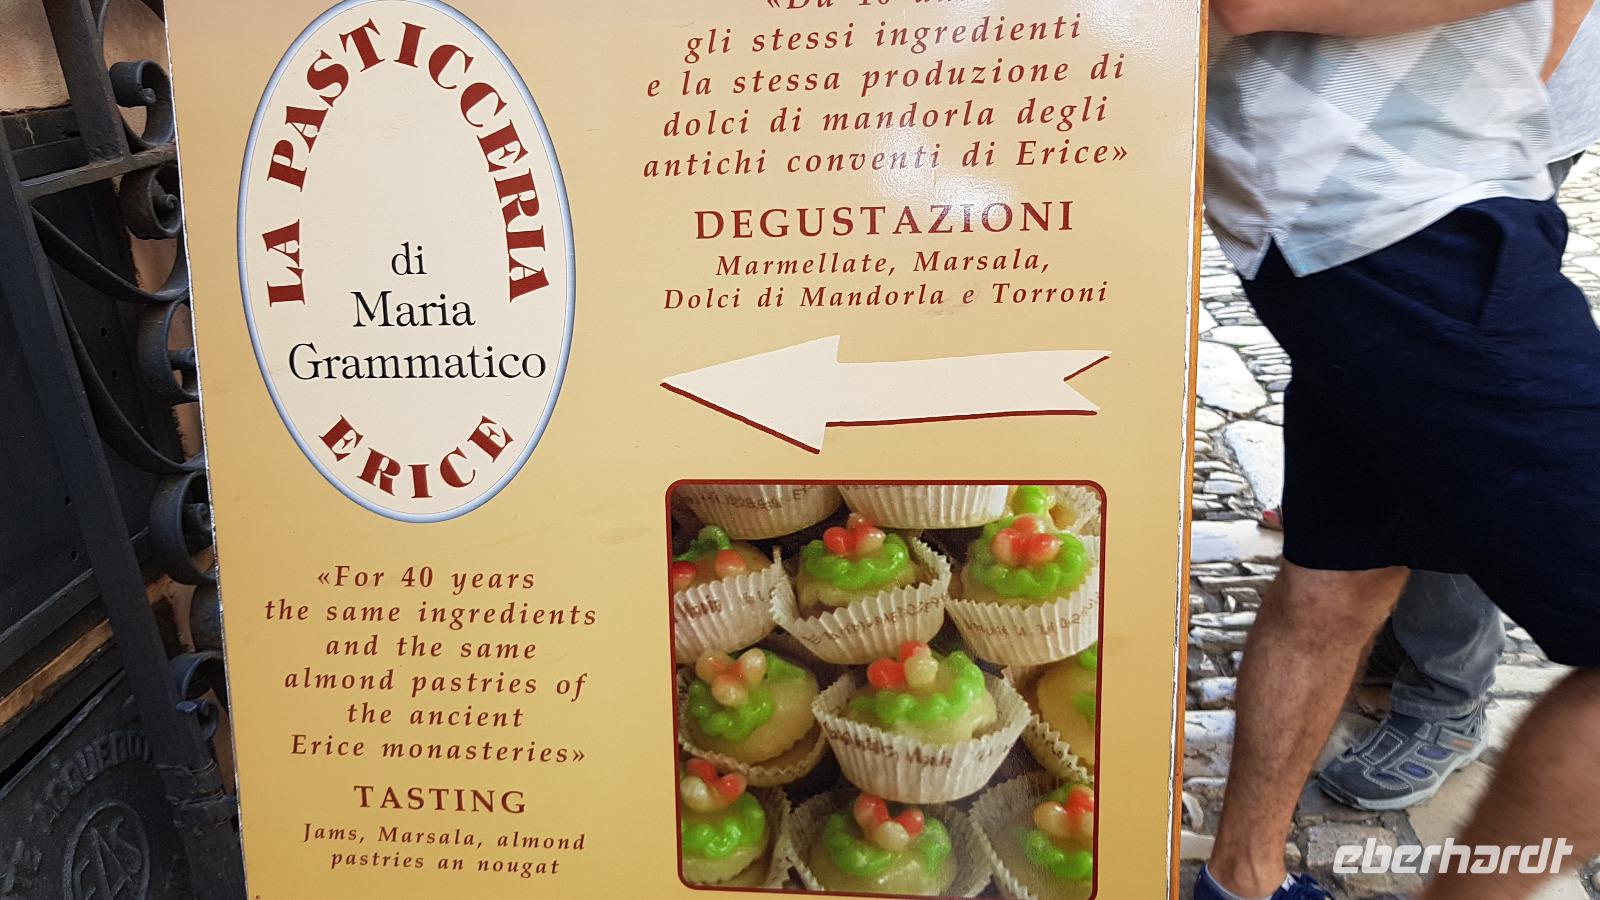 LA PASTICCERIA
di
Maria
Grammatico
ERICE
gli stessi ingredienti
e la stessa produzione di
dolci di mandorla degli
antichi conventi di Erice»
DEGUSTAZIONI
Marmellate, Marsala,
Dolci di Mandorla e Torroni
«For 40 years
the same ingredients
and the same
almond pastries of
the ancient
Erice monasteries»
TASTING
Jams, Marsala, almond
pastries an nougat
eberhardt